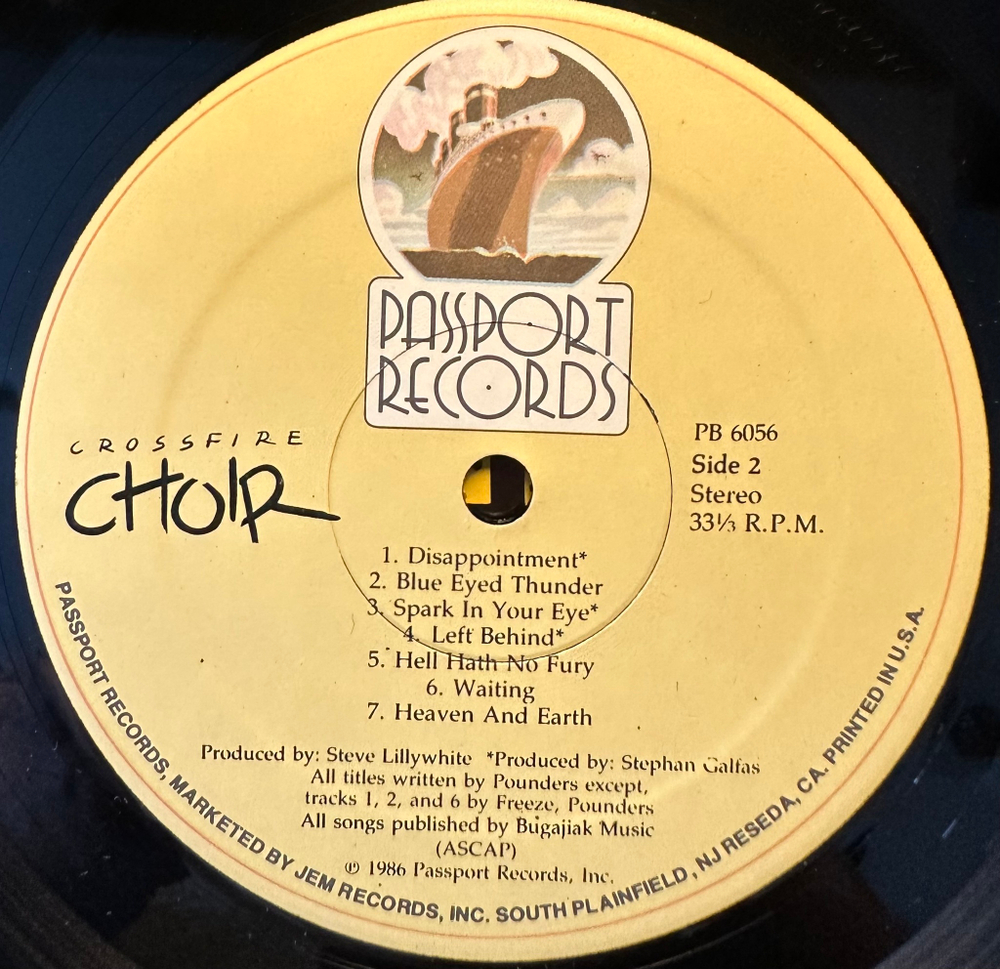 PASSPORT
RECORDS
CROSSFIRE
CHOIR
PB 6056
Side 2
Stereo
33⅓ R.P.M.
1. Disappointment*
2. Blue Eyed Thunder
3. Spark In Your Eye*
4. Left Behind*
5. Hell Hath No Fury
6. Waiting
7. Heaven And Earth
Produced by: Steve Lillywhite *Produced by: Stephan Galfas
All titles written by Pounders except,
tracks 1, 2, and 6 by Freeze, Pounders
All songs published by Bugajiak Music
(ASCAP)
℗ 1986 Passport Records, Inc.
PASSPORT RECORDS, MARKETED BY JEM RECORDS, INC. SOUTH PLAINFIELD, NJ RESEDA, CA. PRINTED IN U.S.A.